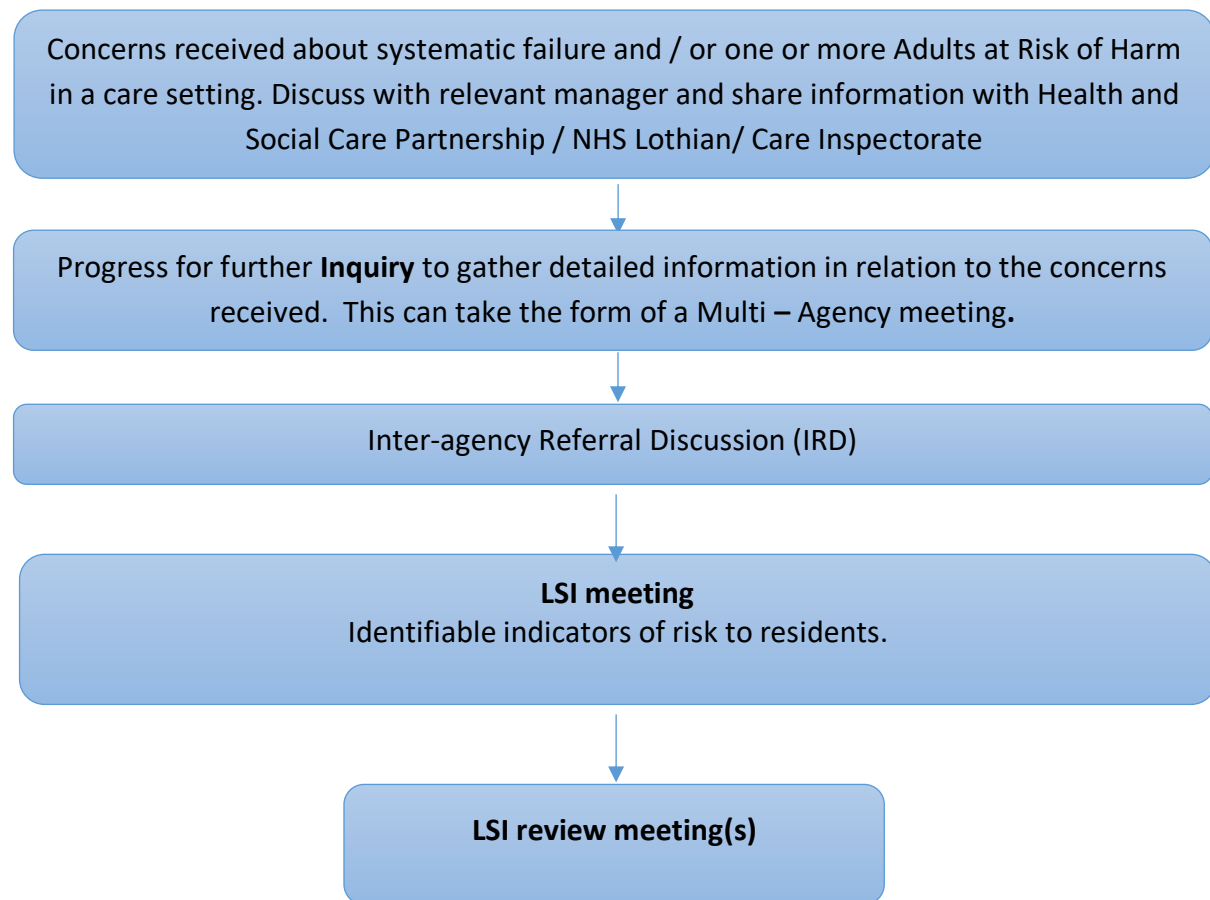 Concerns received about systematic failure and / or one or more Adults at Risk of Harm
in a care setting. Discuss with relevant manager and share information with Health and
Social Care Partnership / NHS Lothian/ Care Inspectorate
Progress for further Inquiry to gather detailed information in relation to the concerns
received.  This can take the form of a Multi – Agency meeting.
Inter-agency Referral Discussion (IRD)
LSI meeting
Identifiable indicators of risk to residents.
LSI review meeting(s)